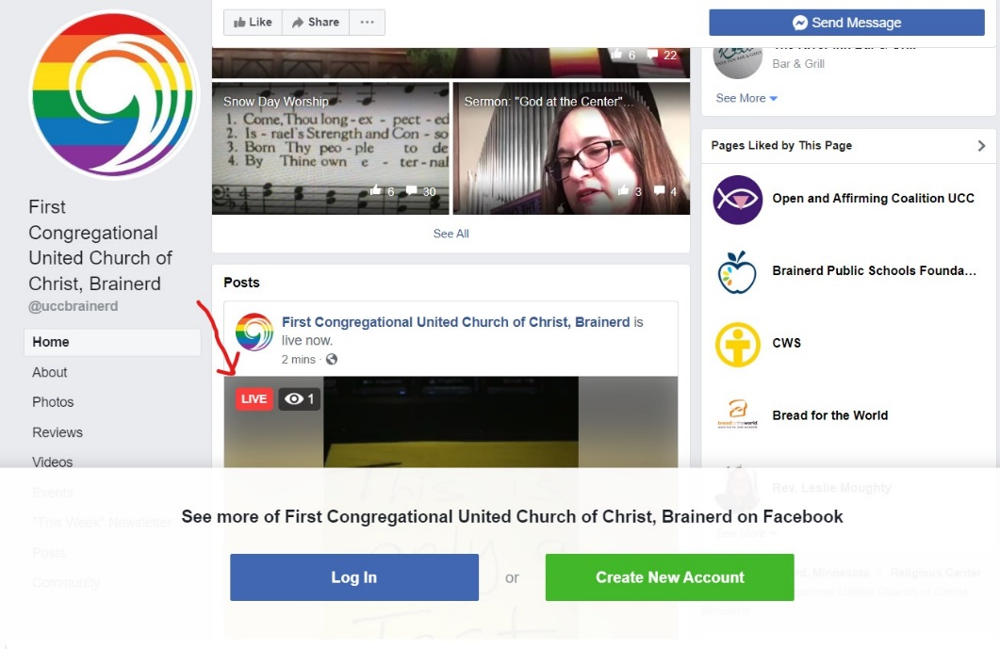 Like
Share
...
Send Message
First
Congregational
United Church of
Christ, Brainerd
@uccbrainerd
Home
About
Photos
Reviews
Videos
Events
"This Week" Newsletter
Posts
Community
6 22
Snow Day Worship
1. Come, Thou long - ex - pect - ed
2. Is - rael's Strength and Con - so
3. Born Thy peo - ple to de
4. By Thine own e - ter - nal
6 30
Sermon: "God at the Center"...
3 4
See All
Posts
First Congregational United Church of Christ, Brainerd is
live now.
2 mins ·
LIVE 1
This is
only a
Test
Bar & Grill
See More
Pages Liked by This Page
Open and Affirming Coalition UCC
Brainerd Public Schools Founda...
CWS
Bread for the World
Rev. Leslie Moughty
See More
Minnesota
Religious Center
United Church of Christ,
See more of First Congregational United Church of Christ, Brainerd on Facebook
Log In
or
Create New Account